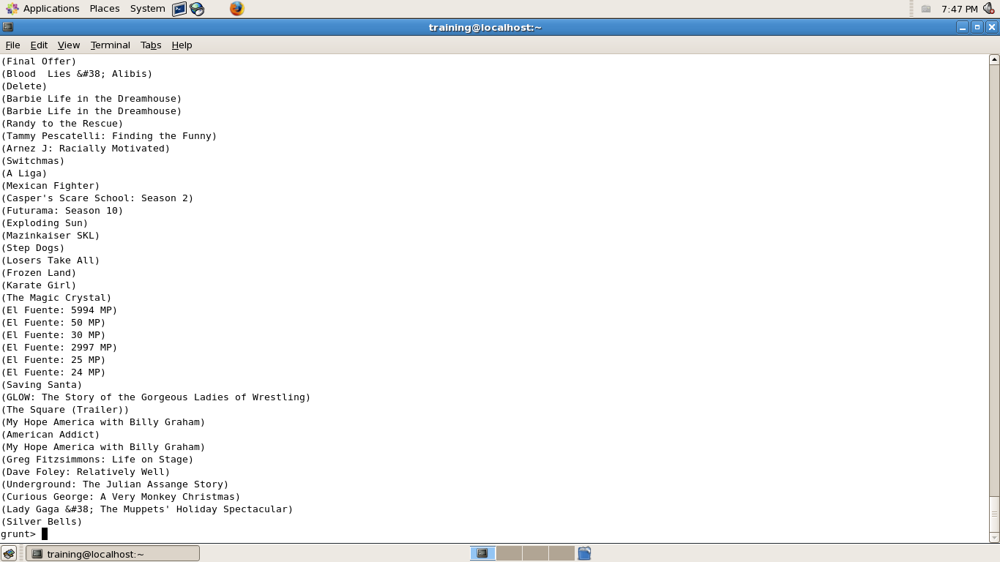 Applications Places System 7:47 PM
training@localhost:~
File Edit View Terminal Tabs Help
(Final Offer)
(Blood  Lies &#38; Alibis)
(Delete)
(Barbie Life in the Dreamhouse)
(Barbie Life in the Dreamhouse)
(Randy to the Rescue)
(Tammy Pescatelli: Finding the Funny)
(Arnez J: Racially Motivated)
(Switchmas)
(A Liga)
(Mexican Fighter)
(Casper's Scare School: Season 2)
(Futurama: Season 10)
(Exploding Sun)
(Mazinkaiser SKL)
(Step Dogs)
(Losers Take All)
(Frozen Land)
(Karate Girl)
(The Magic Crystal)
(El Fuente: 5994 MP)
(El Fuente: 50 MP)
(El Fuente: 30 MP)
(El Fuente: 2997 MP)
(El Fuente: 25 MP)
(El Fuente: 24 MP)
(Saving Santa)
(GLOW: The Story of the Gorgeous Ladies of Wrestling)
(The Square (Trailer))
(My Hope America with Billy Graham)
(American Addict)
(My Hope America with Billy Graham)
(Greg Fitzsimmons: Life on Stage)
(Dave Foley: Relatively Well)
(Underground: The Julian Assange Story)
(Curious George: A Very Monkey Christmas)
(Lady Gaga &#38; The Muppets' Holiday Spectacular)
(Silver Bells)
grunt>
training@localhost:~